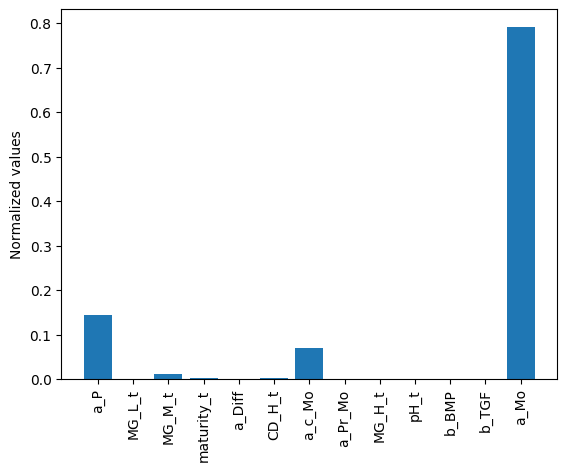 Normalized values
0.8
0.7
0.6
0.5
0.4
0.3
0.2
0.1
0.0
a_P
MG_L_t
MG_M_t
maturity_t
a_Diff
CD_H_t
a_c_Mo
a_Pr_Mo
MG_H_t
pH_t
b_BMP
b_TGF
a_Mo